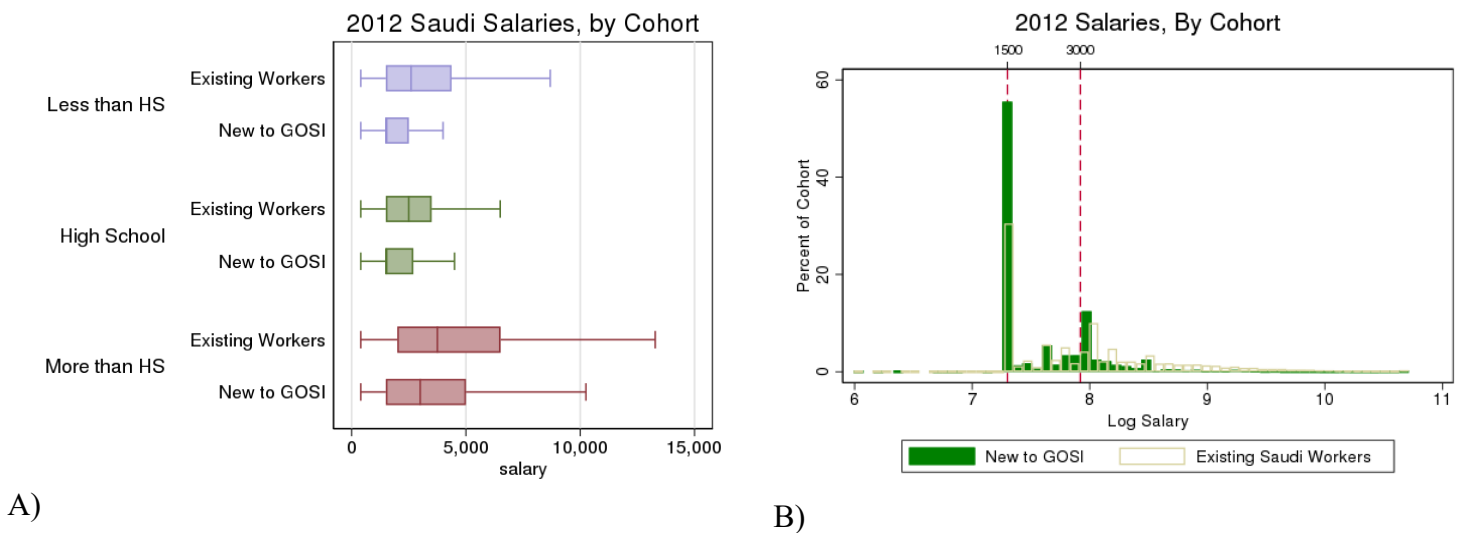 2012 Saudi Salaries, by Cohort
Less than HS
Existing Workers
New to GOSI
High School
Existing Workers
New to GOSI
More than HS
Existing Workers
New to GOSI
0 5,000 10,000 15,000
salary
A)
2012 Salaries, By Cohort
1500 3000
Percent of Cohort
60
40
20
0
6 7 8 9 10 11
Log Salary
New to GOSI Existing Saudi Workers
B)